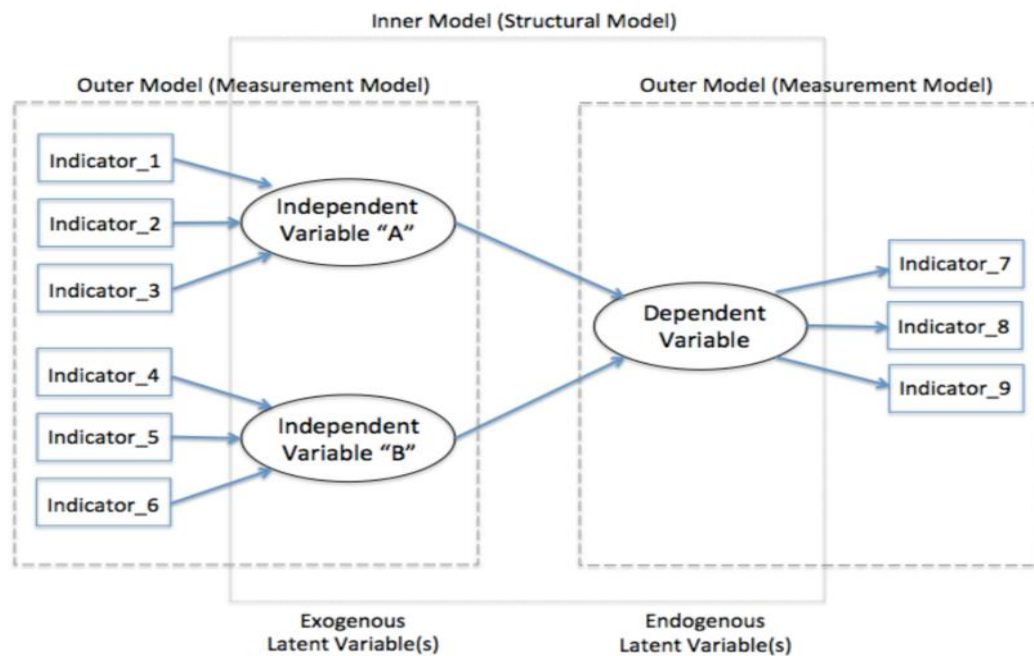 Inner Model (Structural Model)
Outer Model (Measurement Model)
Outer Model (Measurement Model)
Indicator_1
Indicator_2
Indicator_3
Independent
Variable “A”
Indicator_4
Indicator_5
Indicator_6
Independent
Variable “B”
Dependent
Variable
Indicator_7
Indicator_8
Indicator_9
Exogenous
Latent Variable(s)
Endogenous
Latent Variable(s)